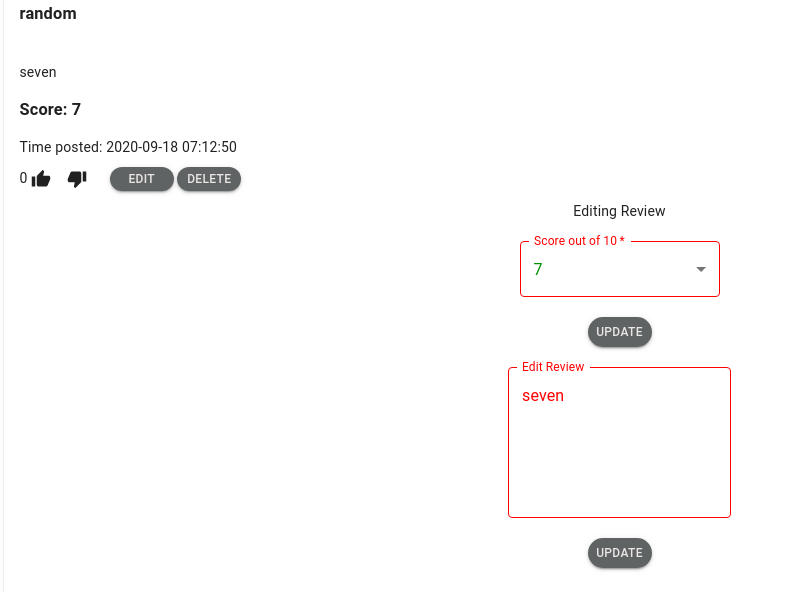 random
seven
Score: 7
Time posted: 2020-09-18 07:12:50
0 EDIT DELETE
Editing Review
Score out of 10 *
7
UPDATE
Edit Review
seven
UPDATE